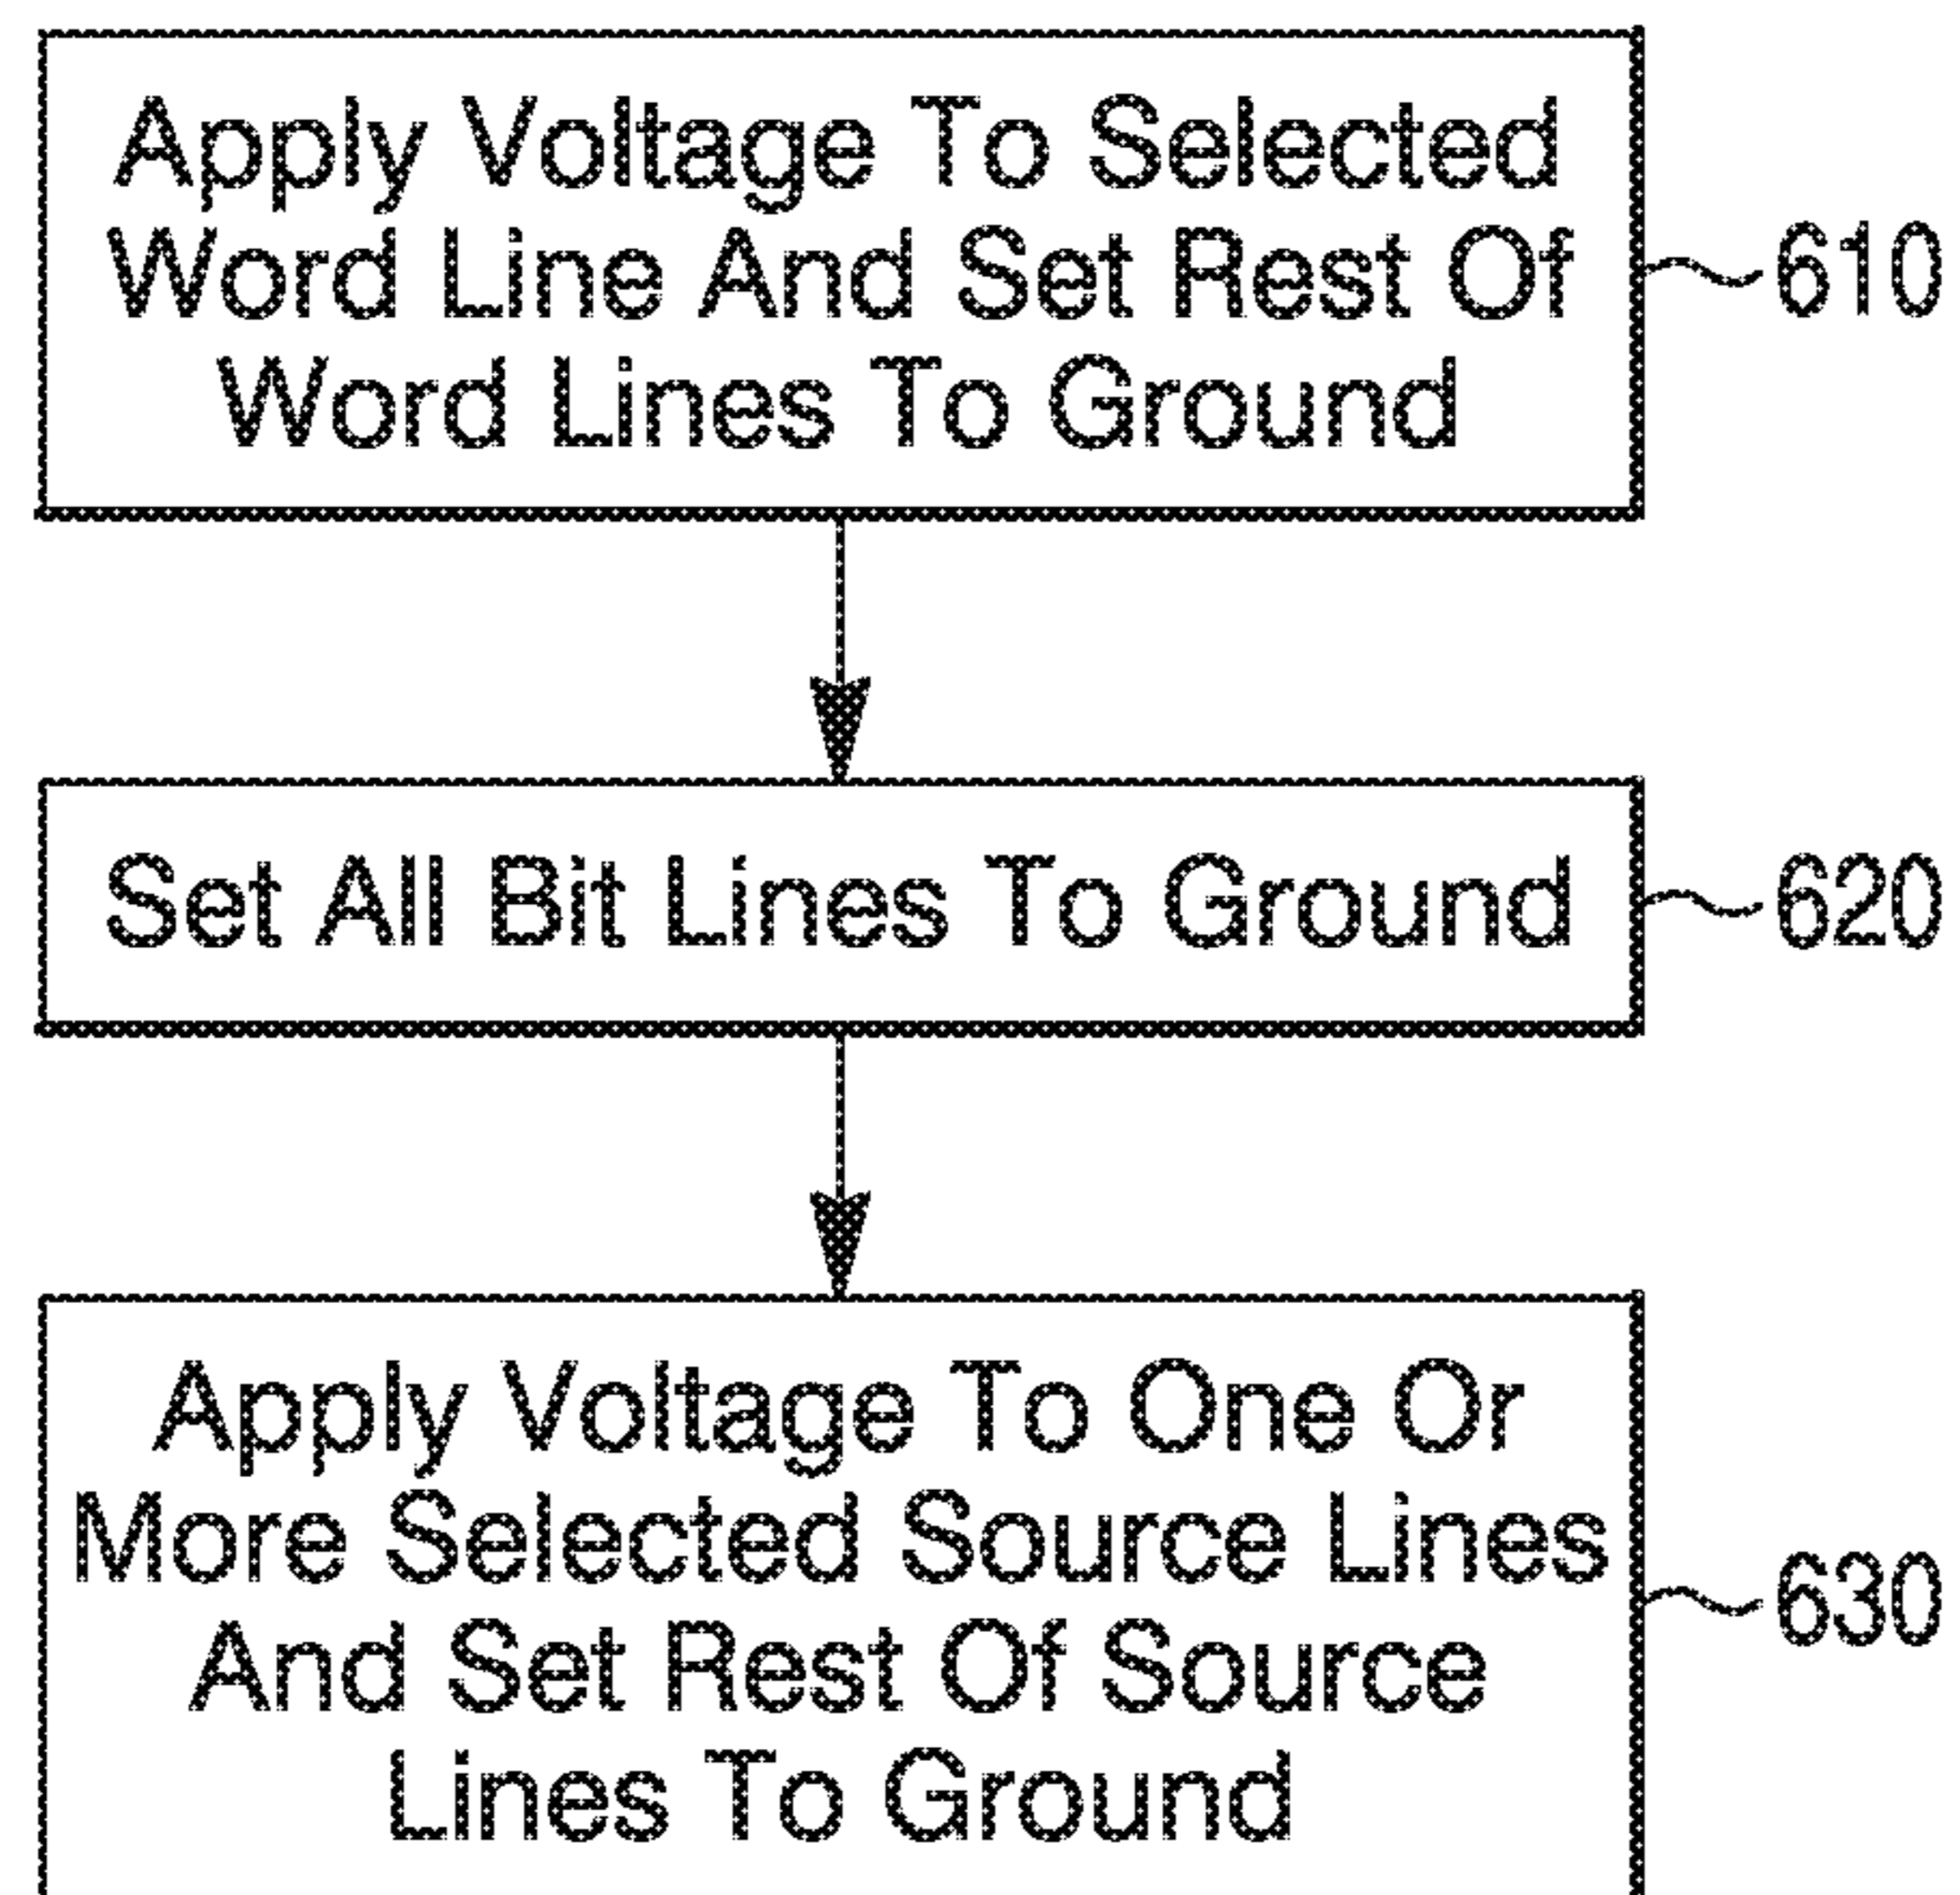 Apply Voltage To Selected
Word Line And Set Rest Of
Word Lines To Ground
610
Set All Bit Lines To Ground
620
Apply Voltage To One Or
More Selected Source Lines
And Set Rest Of Source
Lines To Ground
630